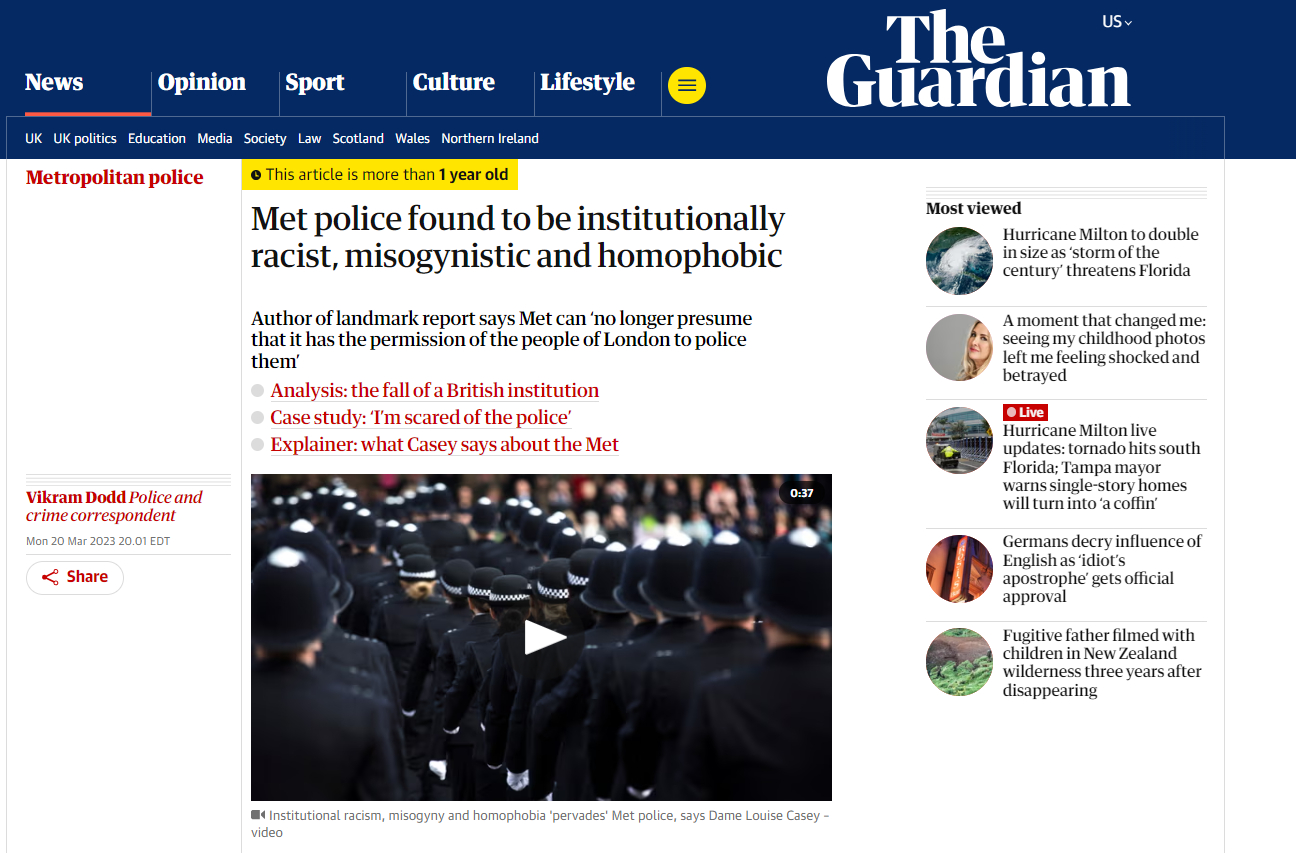 The
Guardian
US
News
Opinion
Sport
Culture
Lifestyle
UK
UK politics
Education
Media
Society
Law
Scotland
Wales
Northern Ireland
Metropolitan police
This article is more than 1 year old
Met police found to be institutionally
racist, misogynistic and homophobic
Author of landmark report says Met can ‘no longer presume
that it has the permission of the people of London to police
them’
Analysis: the fall of a British institution
Case study: ‘I’m scared of the police’
Explainer: what Casey says about the Met
Vikram Dodd Police and
crime correspondent
Mon 20 Mar 2023 20.01 EDT
Share
0:37
Institutional racism, misogyny and homophobia 'pervades' Met police, says Dame Louise Casey –
video
Most viewed
Hurricane Milton to double
in size as ‘storm of the
century’ threatens Florida
A moment that changed me:
seeing my childhood photos
left me feeling shocked and
betrayed
Live
Hurricane Milton live
updates: tornado hits south
Florida; Tampa mayor
warns single-story homes
will turn into ‘a coffin’
Germans decry influence of
English as ‘idiot’s
apostrophe’ gets official
approval
Fugitive father filmed with
children in New Zealand
wilderness three years after
disappearing